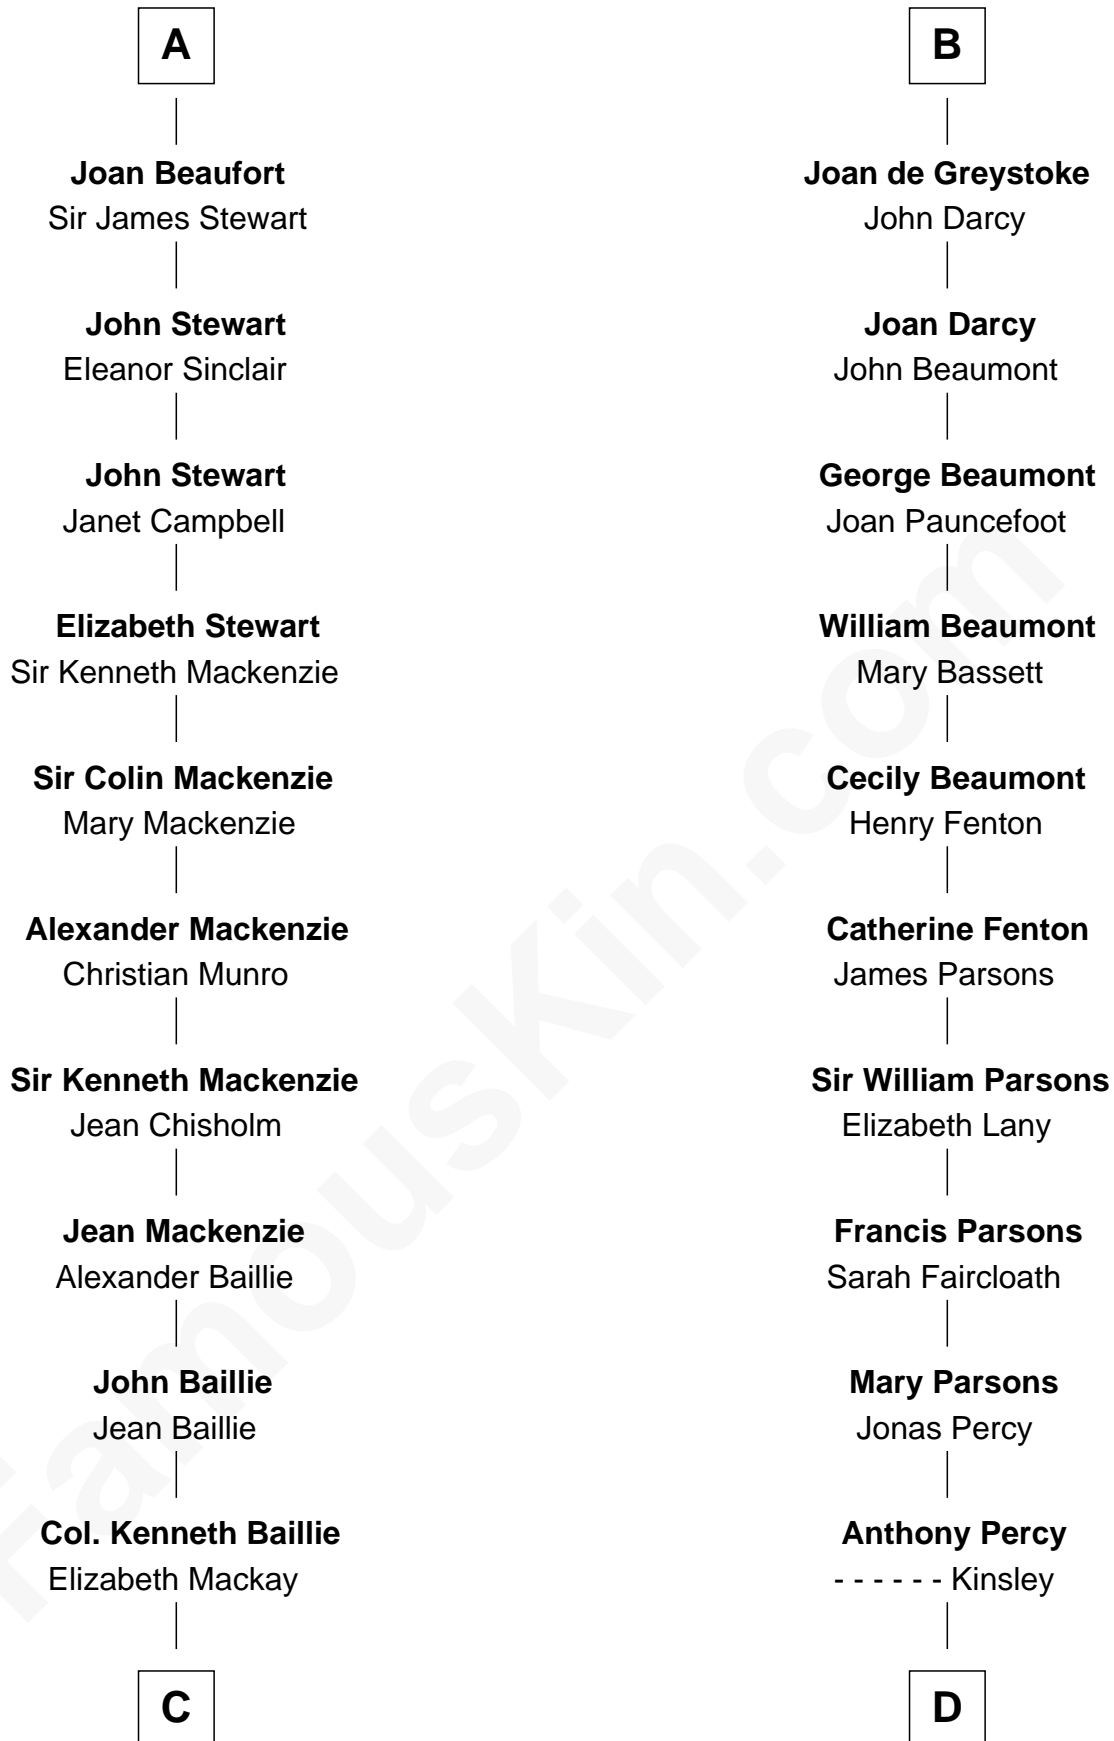 A
Joan Beaufort
Sir James Stewart
John Stewart
Eleanor Sinclair
John Stewart
Janet Campbell
Elizabeth Stewart
Sir Kenneth Mackenzie
Sir Colin Mackenzie
Mary Mackenzie
Alexander Mackenzie
Christian Munro
Sir Kenneth Mackenzie
Jean Chisholm
Jean Mackenzie
Alexander Baillie
John Baillie
Jean Baillie
Col. Kenneth Baillie
Elizabeth Mackay
C
B
Joan de Greystoke
John Darcy
Joan Darcy
John Beaumont
George Beaumont
Joan Pauncefoot
William Beaumont
Mary Bassett
Cecily Beaumont
Henry Fenton
Catherine Fenton
James Parsons
Sir William Parsons
Elizabeth Lany
Francis Parsons
Sarah Faircloath
Mary Parsons
Jonas Percy
Anthony Percy
- - - - - - Kinsley
D
FamousKin.com